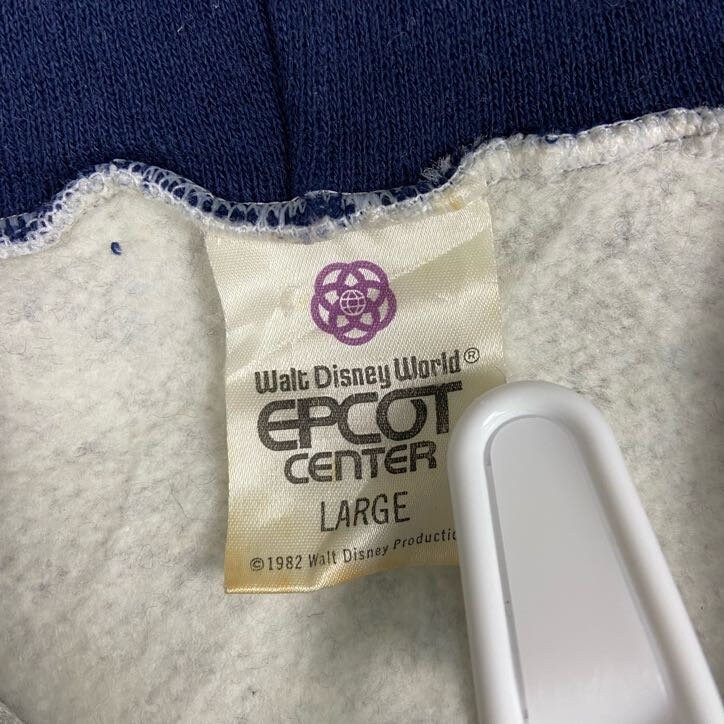 Walt Disney World®
EPCOT
CENTER
LARGE
©1982 Walt Disney